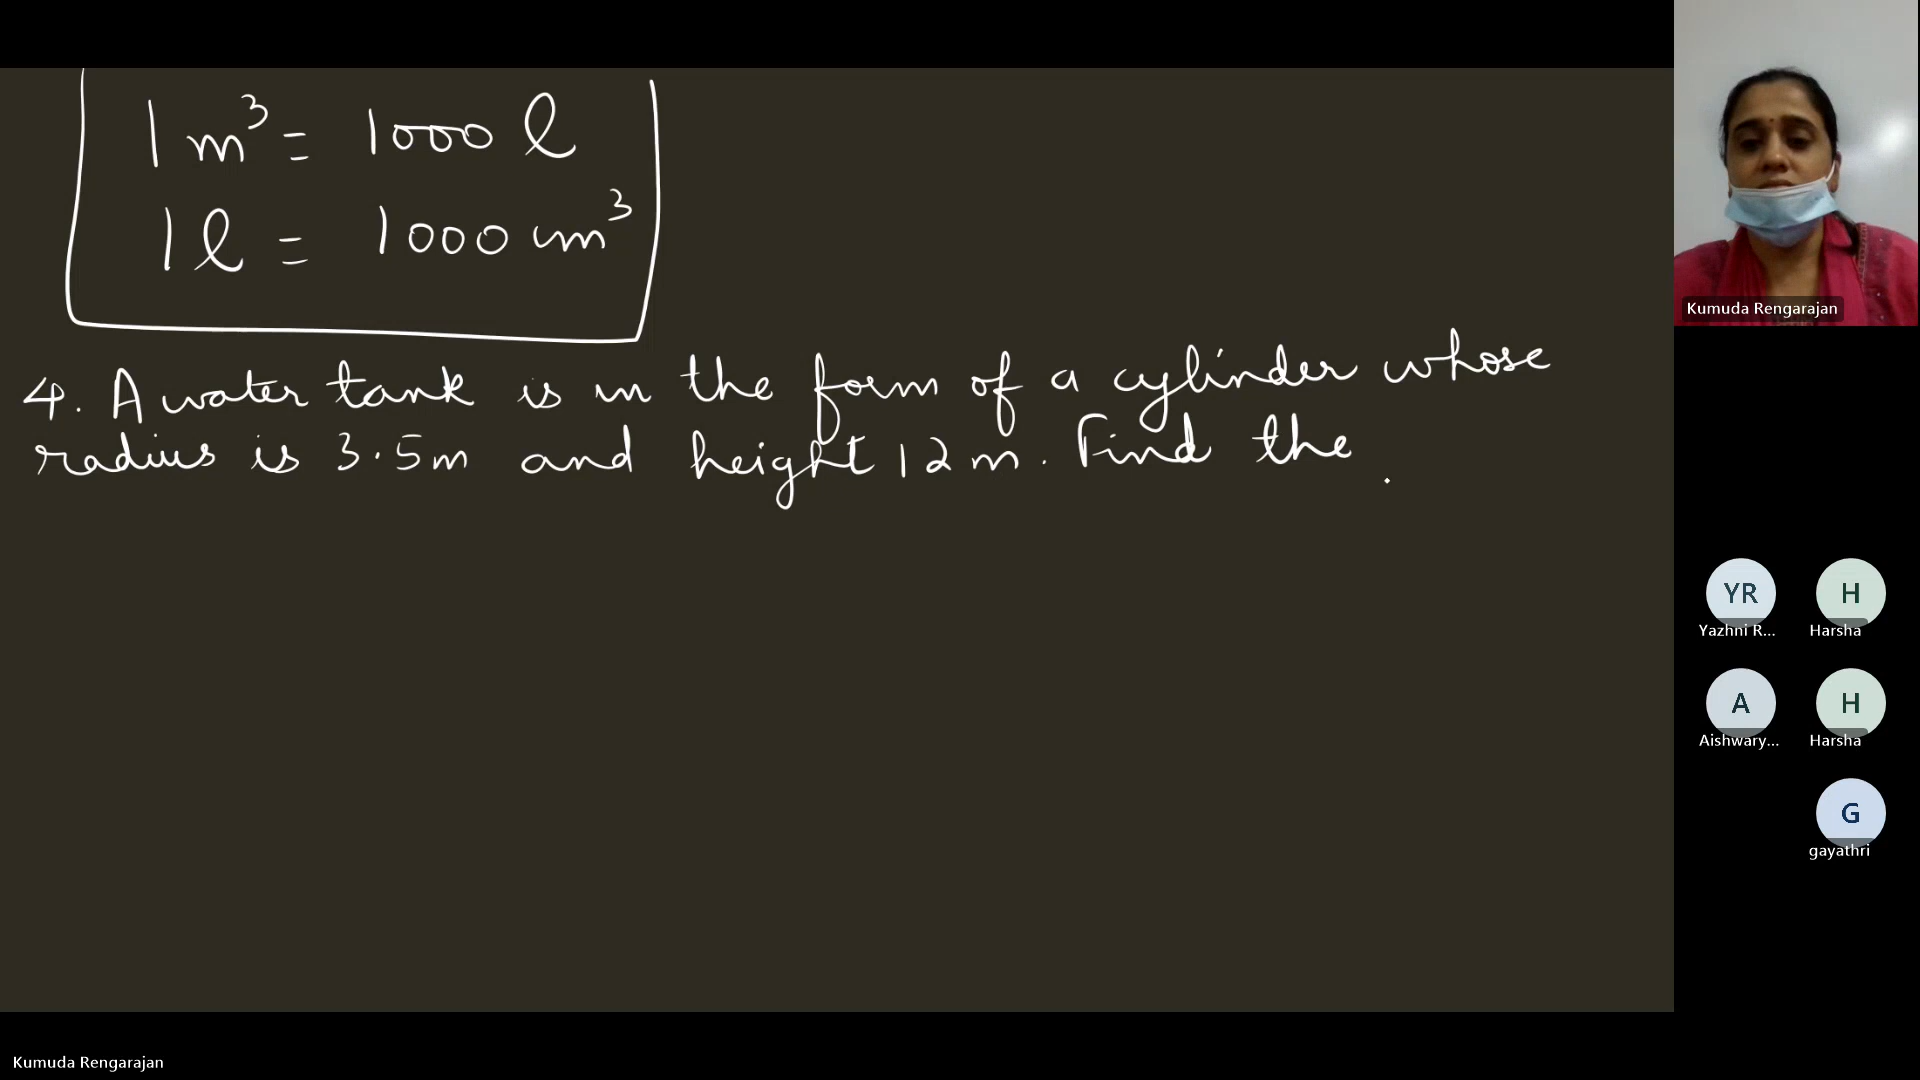 1 m³ = 1000 l
1 l = 1000 cm³
4. A water tank is in the form of a cylinder whose
radius is 3.5m and height 12 m. Find the
Kumuda Rengarajan
YR
H
Yazhni R...
Harsha
A
H
Aishwary...
Harsha
G
gayathri
Kumuda Rengarajan